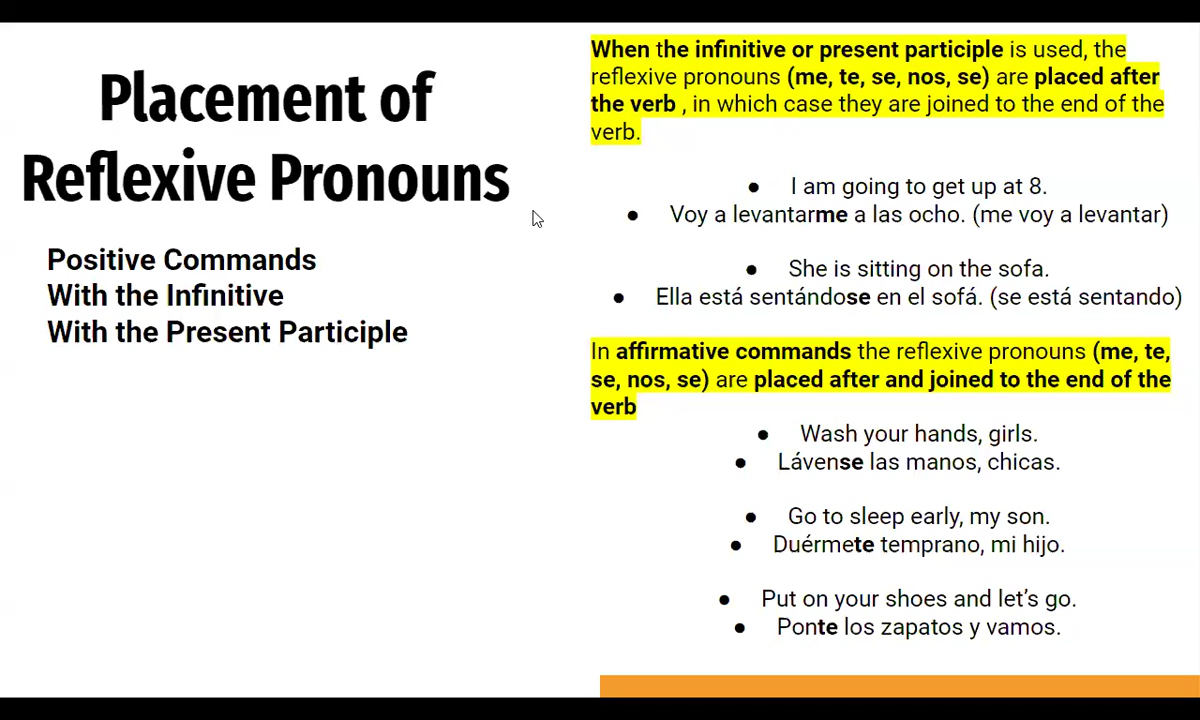 Placement of
Reflexive Pronouns
Positive Commands
With the Infinitive
With the Present Participle
When the infinitive or present participle is used, the
reflexive pronouns (me, te, se, nos, se) are placed after
the verb , in which case they are joined to the end of the
verb.
● I am going to get up at 8.
● Voy a levantarme a las ocho. (me voy a levantar)
● She is sitting on the sofa.
● Ella está sentándose en el sofá. (se está sentando)
In affirmative commands the reflexive pronouns (me, te,
se, nos, se) are placed after and joined to the end of the
verb
● Wash your hands, girls.
● Lávense las manos, chicas.
● Go to sleep early, my son.
● Duérmete temprano, mi hijo.
● Put on your shoes and let’s go.
● Ponte los zapatos y vamos.